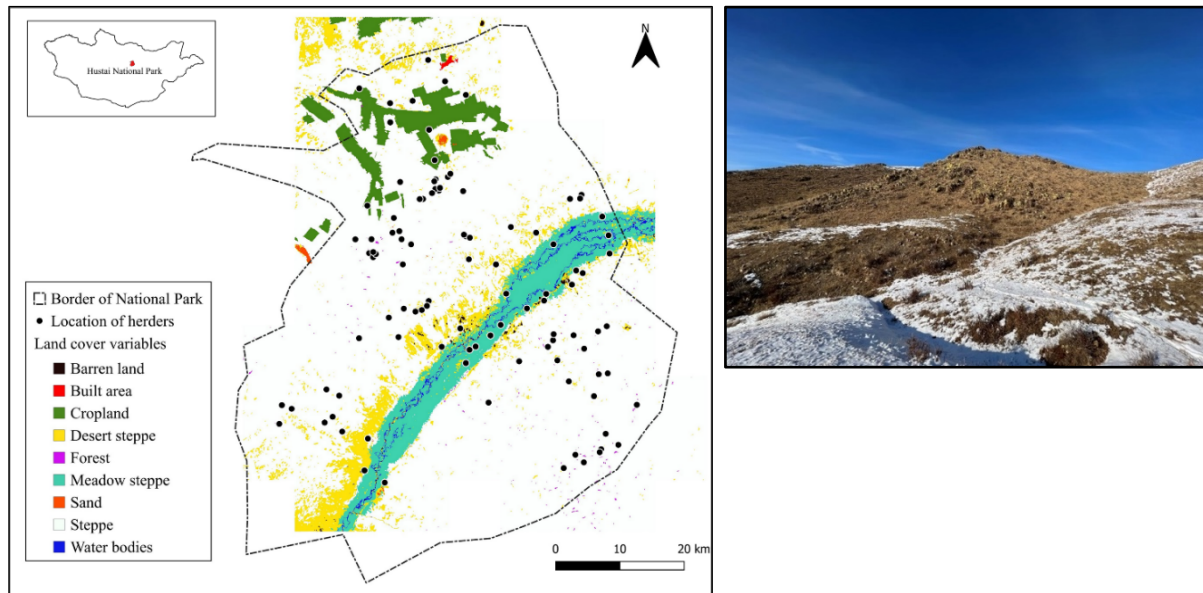 Hustai National Park
N
Border of National Park
Location of herders
Land cover variables
Barren land
Built area
Cropland
Desert steppe
Forest
Meadow steppe
Sand
Steppe
Water bodies
0 10 20 km